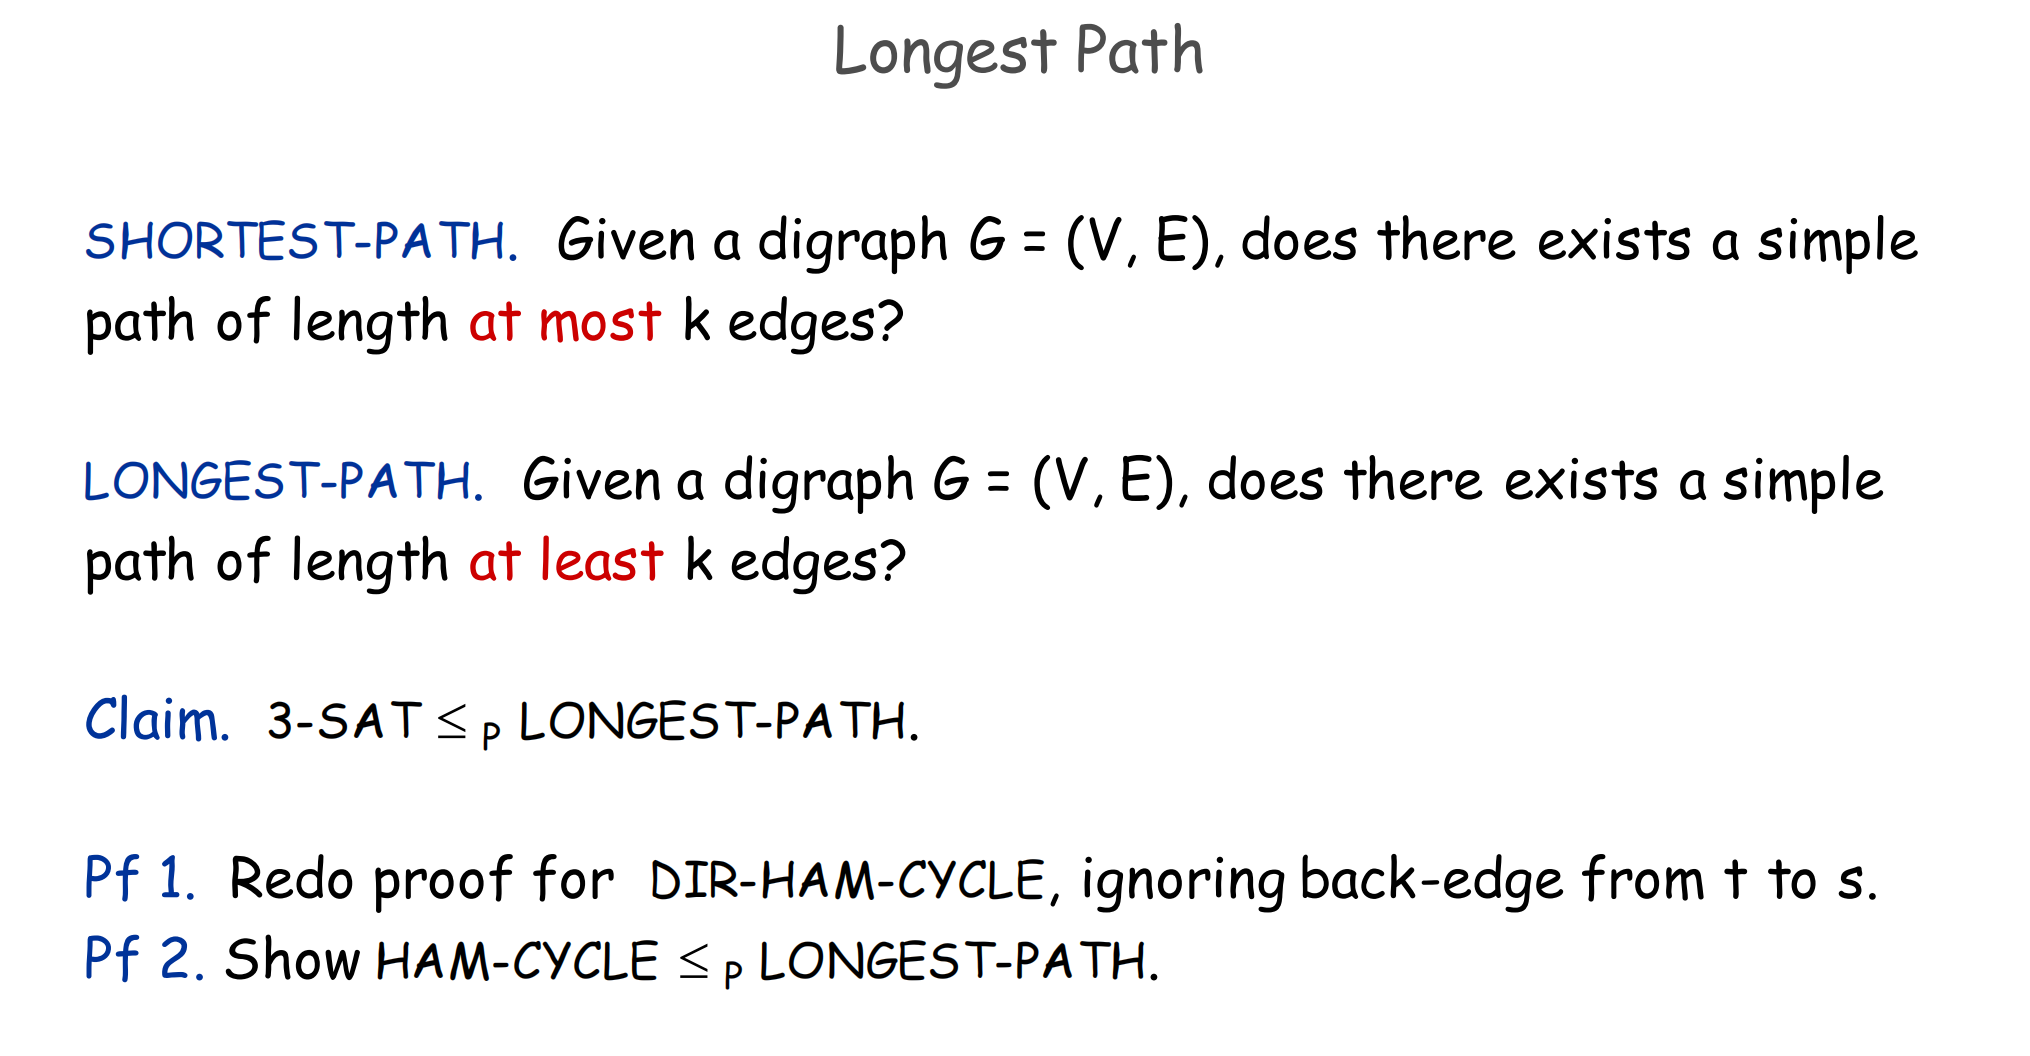 Longest Path
SHORTEST-PATH. Given a digraph G = (V, E), does there exists a simple
path of length at most k edges?
LONGEST-PATH. Given a digraph G = (V, E), does there exists a simple
path of length at least k edges?
Claim. 3-SAT ≤ P LONGEST-PATH.
Pf 1. Redo proof for DIR-HAM-CYCLE, ignoring back-edge from t to s.
Pf 2. Show HAM-CYCLE ≤ P LONGEST-PATH.